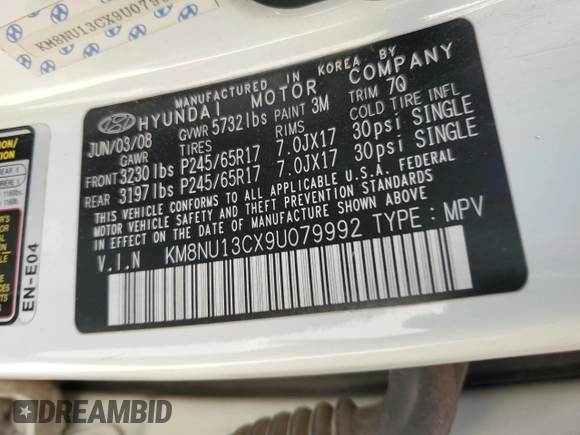 KM8NU13CX9U0799
MANUFACTURED IN KOREA BY
HYUNDAI MOTOR COMPANY
JUN/03/08 GVWR 5732 lbs PAINT 3M TRIM 7Q
GAWR TIRES RIMS COLD TIRE INFL
FRONT 3230 lbs P245/65R17 7.0JX17 30psi SINGLE
REAR 3197 lbs P245/65R17 7.0JX17 30psi SINGLE
THIS VEHICLE CONFORMS TO ALL APPLICABLE U.S.A. FEDERAL
MOTOR VEHICLE SAFETY AND THEFT PREVENTION STANDARDS
IN EFFECT ON THE DATE OF MANUFACTURE SHOWN ABOVE.
V.I.N KM8NU13CX9U079992 TYPE : MPV
EN-E04
DREAMBID